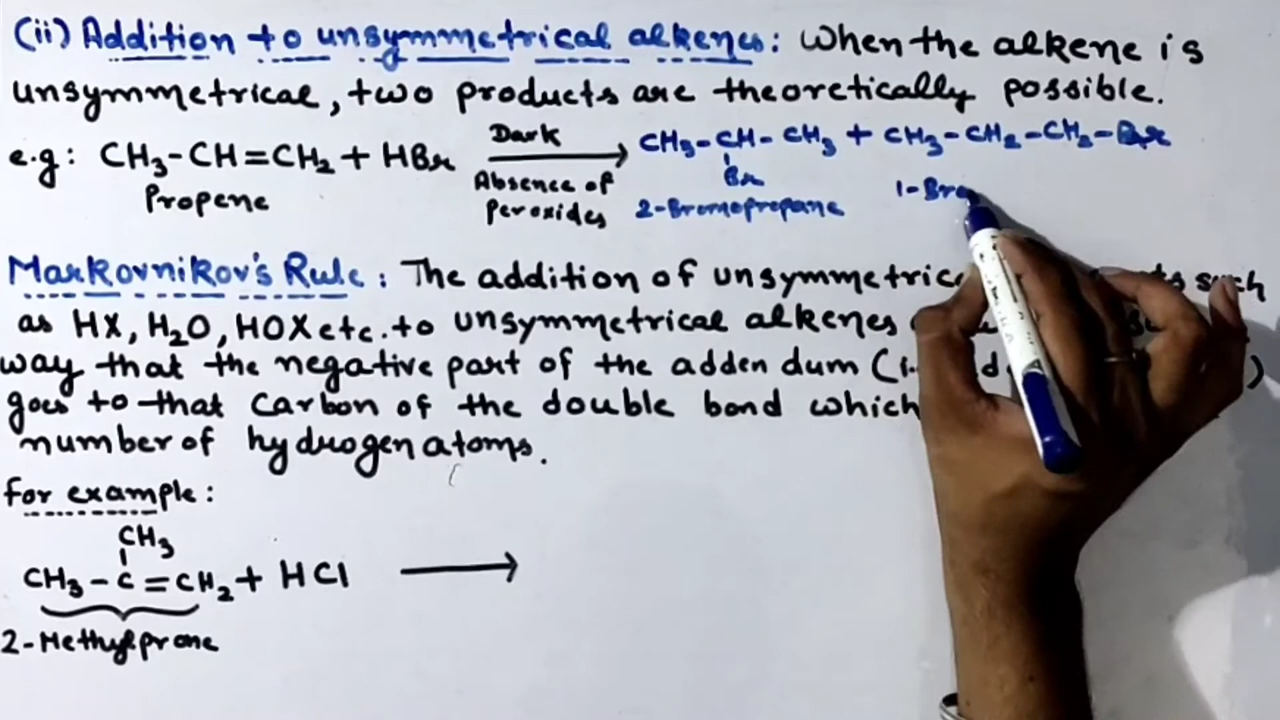 (ii) Addition to unsymmetrical alkenes: When the alkene is
unsymmetrical, two products are theoretically possible.
e.g: CH₃-CH=CH₂ + HBr
Propene
Dark
Absence of
Peroxides
CH₃-CH-CH₃ + CH₃-CH₂-CH₂-Br
Br
2-Bromopropane
1-Bro
Markovnikov's Rule: The addition of unsymmetric such
as HX, H₂O, HOX etc. to unsymmetrical alkenes
way that the negative part of the adden dum (i.
goes to that carbon of the double bond which
number of hydrogen atoms.
for example:
CH₃
CH₃-C=CH₂ + HCl
2-Methylprone